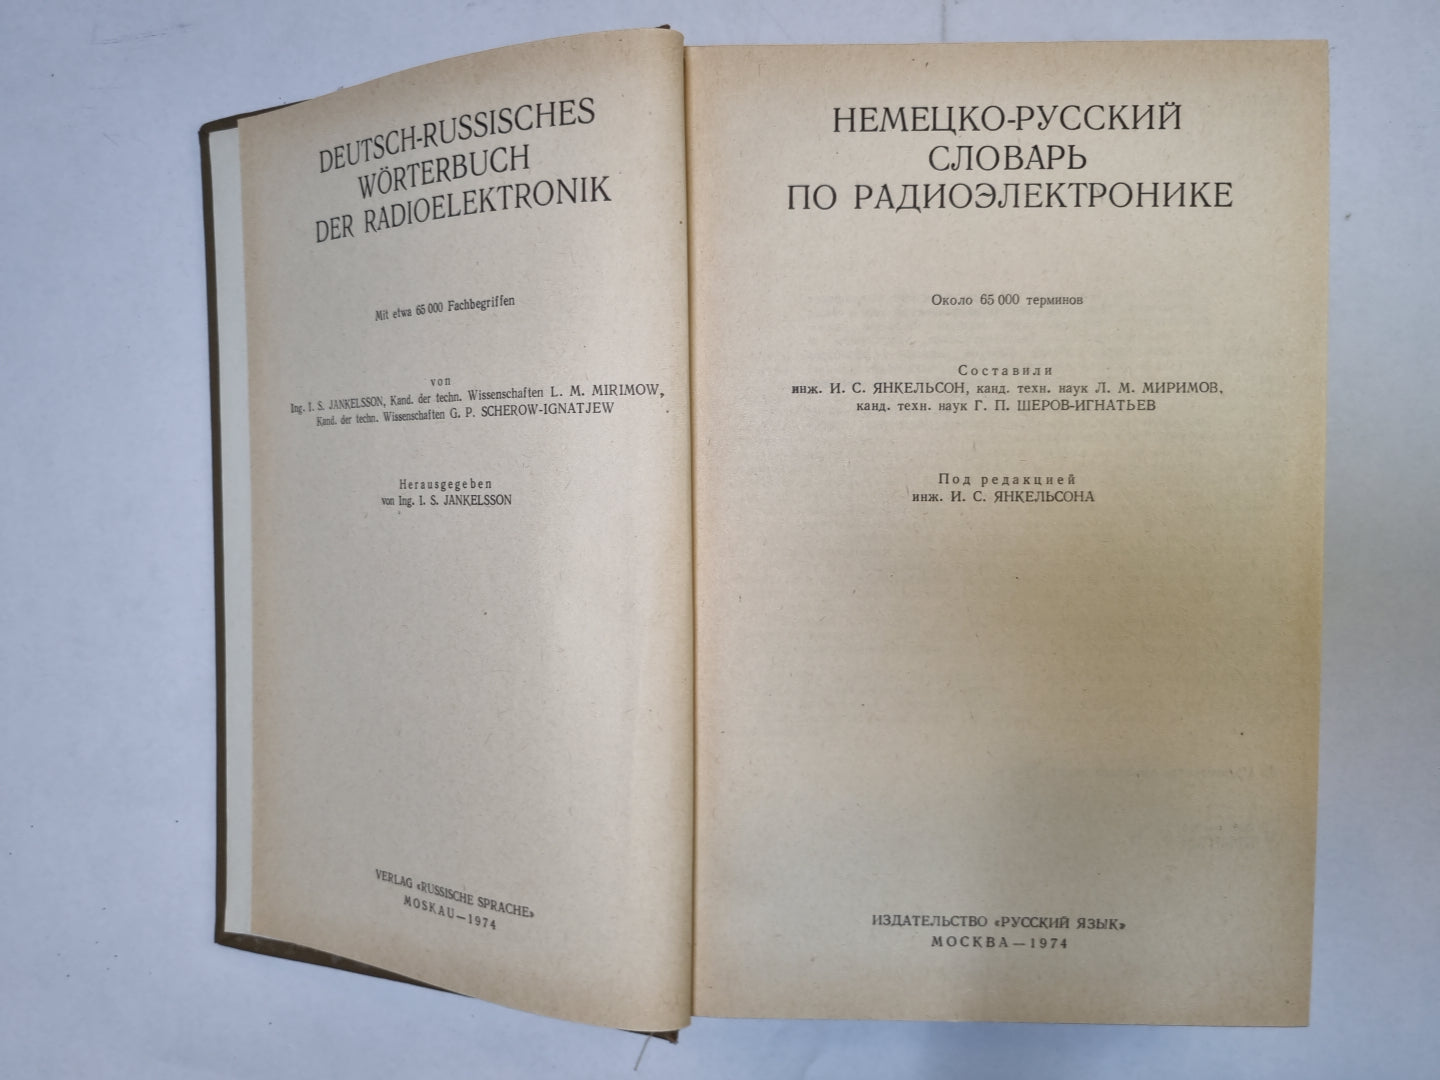 DEUTSCH-RUSSISCHES
WÖRTERBUCH
DER RADIOELEKTRONIK
Mit etwa 65 000 Fachbegriffen
von
Ing. I. S. JANKELSSON, Kand. der techn. Wissenschaften L. M. MIRIMOW,
Kand. der techn. Wissenschaften G. P. SCHEROW-IGNATJEW
Herausgegeben
von Ing. I. S. JANKELSSON
VERLAG «RUSSISCHE SPRACHE»
MOSKAU—1974
НЕМЕЦКО-РУССКИЙ
СЛОВАРЬ
ПО РАДИОЭЛЕКТРОНИКЕ
Около 65 000 терминов
Составили
инж. И. С. ЯНКЕЛЬСОН, канд. техн. наук Л. М. МИРИМОВ,
канд. техн. наук Г. П. ШЕРОВ-ИГНАТЬЕВ
Под редакцией
инж. И. С. ЯНКЕЛЬСОНА
ИЗДАТЕЛЬСТВО «РУССКИЙ ЯЗЫК»
МОСКВА—1974